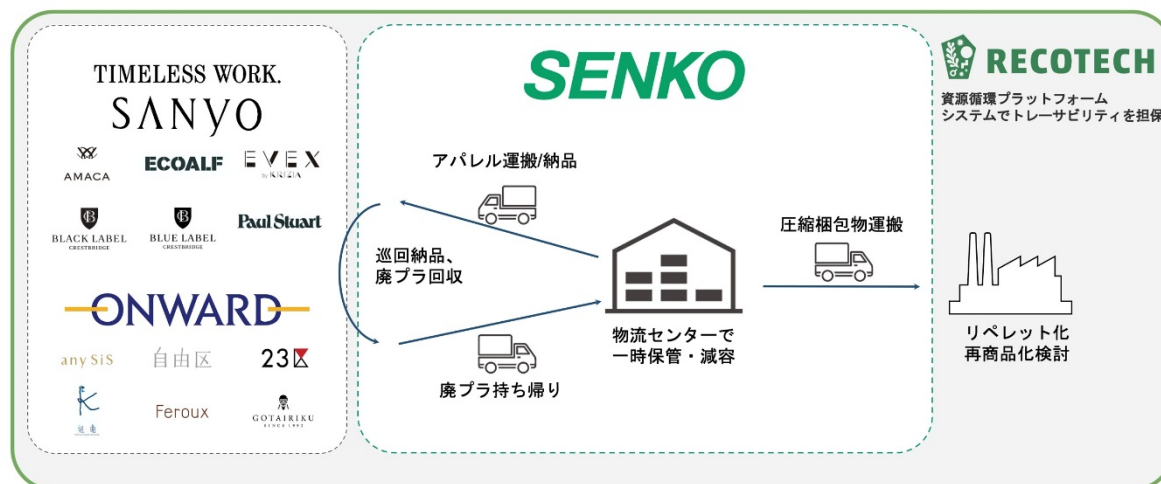 TIMELESS WORK.
SANYO
AMACA
ECOALF
EVEX
by KRIZIA
BLACK LABEL
CRESTBRIDGE
BLUE LABEL
CRESTBRIDGE
Paul Stuart
ONWARD
any SiS
自由区
23区
Feroux
GOTAIRIKU
SINCE 1992
SENKO
アパレル運搬/納品
巡回納品、
廃プラ回収
廃プラ持ち帰り
物流センターで
一時保管・減容
圧縮梱包物運搬
RECOTECH
資源循環プラットフォーム
システムでトレーサビリティを担保
リペレット化
再商品化検討